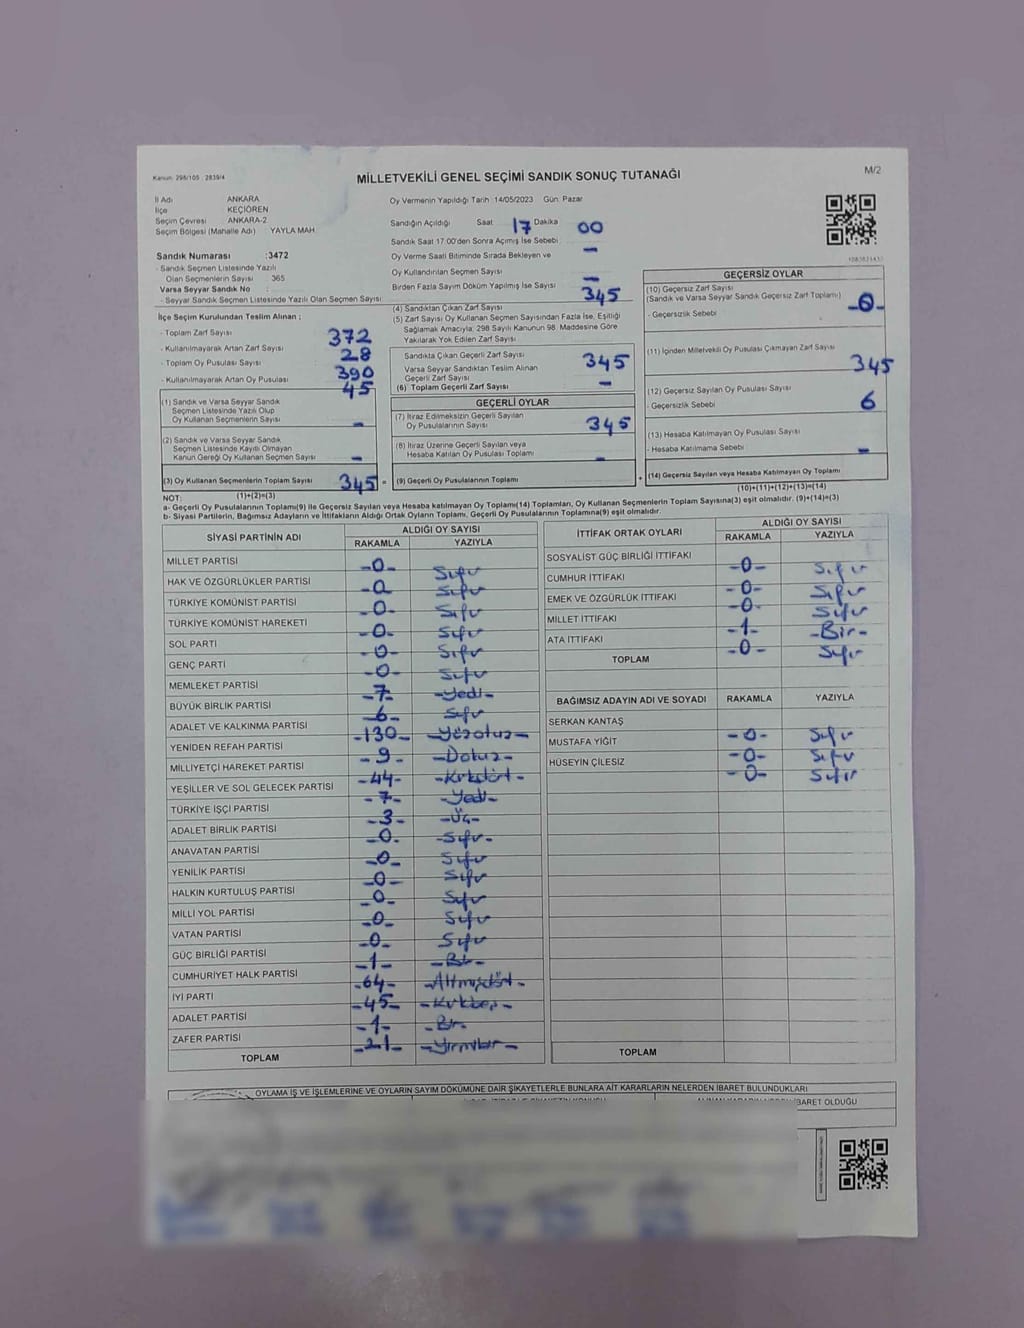 Kanun: 298/105 , 2839/4
M/2
MİLLETVEKİLİ GENEL SEÇİMİ SANDIK SONUÇ TUTANAĞI
İl Adı ANKARA
İlçe KEÇİÖREN
Seçim Çevresi ANKARA-2
Seçim Bölgesi (Mahalle Adı) YAYLA MAH.
Sandık Numarası :3472
- Sandık Seçmen Listesinde Yazılı
Olan Seçmenlerin Sayısı 365
Varsa Seyyar Sandık No :
- Seyyar Sandık Seçmen Listesinde Yazılı Olan Seçmen Sayısı
Oy Vermenin Yapıldığı Tarih 14/05/2023 Gün: Pazar
Sandığın Açıldığı Saat 17 Dakika 00
Sandık Saat 17:00'den Sonra Açımış İse Sebebi: -
Oy Verme Saati Bitiminde Sırada Bekleyen ve
Oy Kullandırılan Seçmen Sayısı -
Birden Fazla Sayım Döküm Yapılmış İse Sayısı 345
İlçe Seçim Kurulundan Teslim Alınan ;
- Toplam Zarf Sayısı 372
- Kullanılmayarak Artan Zarf Sayısı 28
- Toplam Oy Pusulası Sayısı 390
- Kullanılmayarak Artan Oy Pusulası 45
(1) Sandık ve Varsa Seyyar Sandık
Seçmen Listesinde Yazılı Olup
Oy Kullanan Seçmenlerin Sayısı -
(2) Sandık ve Varsa Seyyar Sandık
Seçmen Listesinde Kayıtlı Olmayan
Kanun Gereği Oy Kullanan Seçmen Sayısı -
(3) Oy Kullanan Seçmenlerin Toplam Sayısı 345 =
(1)+(2)=(3)
(4) Sandıktan Çıkan Zarf Sayısı
(5) Zarf Sayısı Oy Kullanan Seçmen Sayısından Fazla İse, Eşitliği
Sağlamak Amacıyla; 298 Sayılı Kanunun 98. Maddesine Göre
Yakılarak Yok Edilen Zarf Sayısı
Sandıkta Çıkan Geçerli Zarf Sayısı 345
Varsa Seyyar Sandıktan Teslim Alınan
Geçerli Zarf Sayısı -
(6) Toplam Geçerli Zarf Sayısı
GEÇERLİ OYLAR
(7) İtiraz Edilmeksizin Geçerli Sayılan
Oy Pusulalarının Sayısı 345
(8) İtiraz Üzerine Geçerli Sayılan veya
Hesaba Katılan Oy Pusulası Toplamı -
(9) Geçerli Oy Pusulalarının Toplamı +
GEÇERSİZ OYLAR
(10) Geçersiz Zarf Sayısı
(Sandık ve Varsa Seyyar Sandık Geçersiz Zarf Toplamı) -0-
- Geçersizlik Sebebi
(11) İçinden Milletvekili Oy Pusulası Çıkmayan Zarf Sayısı 345
(12) Geçersiz Sayılan Oy Pusulası Sayısı
- Geçersizlik Sebebi 6
(13) Hesaba Katılmayan Oy Pusulası Sayısı
- Hesaba Katılmama Sebebi -
(14) Geçersiz Sayılan veya Hesaba Katılmayan Oy Toplamı
(10)+(11)+(12)+(13)=(14)
NOT:
a- Geçerli Oy Pusulalarının Toplamı(9) ile Geçersiz Sayılan veya Hesaba katılmayan Oy Toplamı(14) Toplamları, Oy Kullanan Seçmenlerin Toplam Sayısına(3) eşit olmalıdır. (9)+(14)=(3)
b- Siyasi Partilerin, Bağımsız Adayların ve İttifakların Aldığı Ortak Oyların Toplamı, Geçerli Oy Pusulalarının Toplamına(9) eşit olmalıdır.
SİYASİ PARTİNİN ADI ALDIĞI OY SAYISI
RAKAMLA YAZIYLA
MİLLET PARTİSİ -0- Sıfır
HAK VE ÖZGÜRLÜKLER PARTİSİ -0 Sıfır
TÜRKİYE KOMÜNİST PARTİSİ -0- Sıfır
TÜRKİYE KOMÜNİST HAREKETİ -0- Sıfır
SOL PARTİ -0- Sıfır
GENÇ PARTİ -0- Sıfır
MEMLEKET PARTİSİ -7- -Yedi-
BÜYÜK BİRLİK PARTİSİ -6- Sıfır
ADALET VE KALKINMA PARTİSİ -130- -Yüzotuz-
YENİDEN REFAH PARTİSİ -9- -Dokuz-
MİLLİYETÇİ HAREKET PARTİSİ -44- -Kırkdört-
YEŞİLLER VE SOL GELECEK PARTİSİ -7- -Yedi-
TÜRKİYE İŞÇİ PARTİSİ -3- -Üç-
ADALET BİRLİK PARTİSİ -0- -Sıfır-
ANAVATAN PARTİSİ -0- Sıfır
YENİLİK PARTİSİ -0- Sıfır
HALKIN KURTULUŞ PARTİSİ -0- Sıfır
MİLLİ YOL PARTİSİ -0- Sıfır
VATAN PARTİSİ -0- Sıfır
GÜÇ BİRLİĞİ PARTİSİ -1- -Bir-
CUMHURİYET HALK PARTİSİ -64- -Altmışdört-
İYİ PARTİ -45- -Kırkbeş-
ADALET PARTİSİ -1- -Bir-
ZAFER PARTİSİ -21- -Yirmibir-
TOPLAM
İTTİFAK ORTAK OYLARI ALDIĞI OY SAYISI
RAKAMLA YAZIYLA
SOSYALİST GÜÇ BİRLİĞİ İTTİFAKI -0- Sıfır
CUMHUR İTTİFAKI -0- Sıfır
EMEK VE ÖZGÜRLÜK İTTİFAKI -0- Sıfır
MİLLET İTTİFAKI -1- -Bir-
ATA İTTİFAKI -0- Sıfır
TOPLAM
BAĞIMSIZ ADAYIN ADI VE SOYADI RAKAMLA YAZIYLA
SERKAN KANTAŞ -0- Sıfır
MUSTAFA YİĞİT -0- Sıfır
HÜSEYİN ÇİLESİZ -0- Sıfır
TOPLAM
OYLAMA İŞ VE İŞLEMLERİNE VE OYLARIN SAYIM DÖKÜMÜNE DAİR ŞİKAYETLERLE BUNLARA AİT KARARLARIN NELERDEN İBARET BULUNDUKLARI
İBARET OLDUĞU